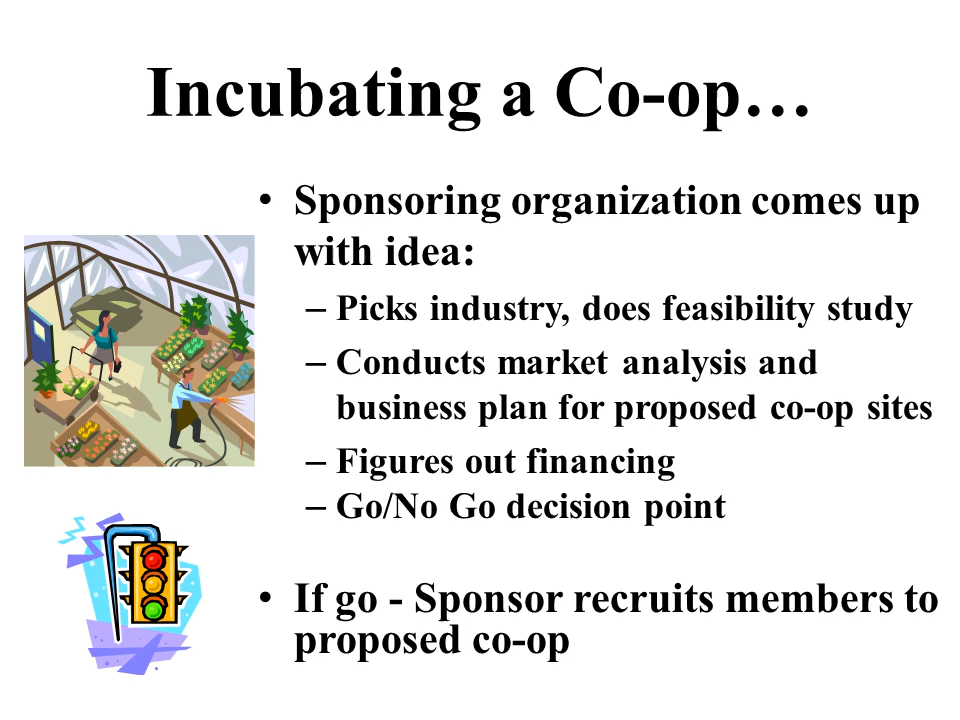 Incubating a Co-op…
• Sponsoring organization comes up
with idea:
– Picks industry, does feasibility study
– Conducts market analysis and
business plan for proposed co-op sites
– Figures out financing
– Go/No Go decision point
• If go - Sponsor recruits members to
proposed co-op